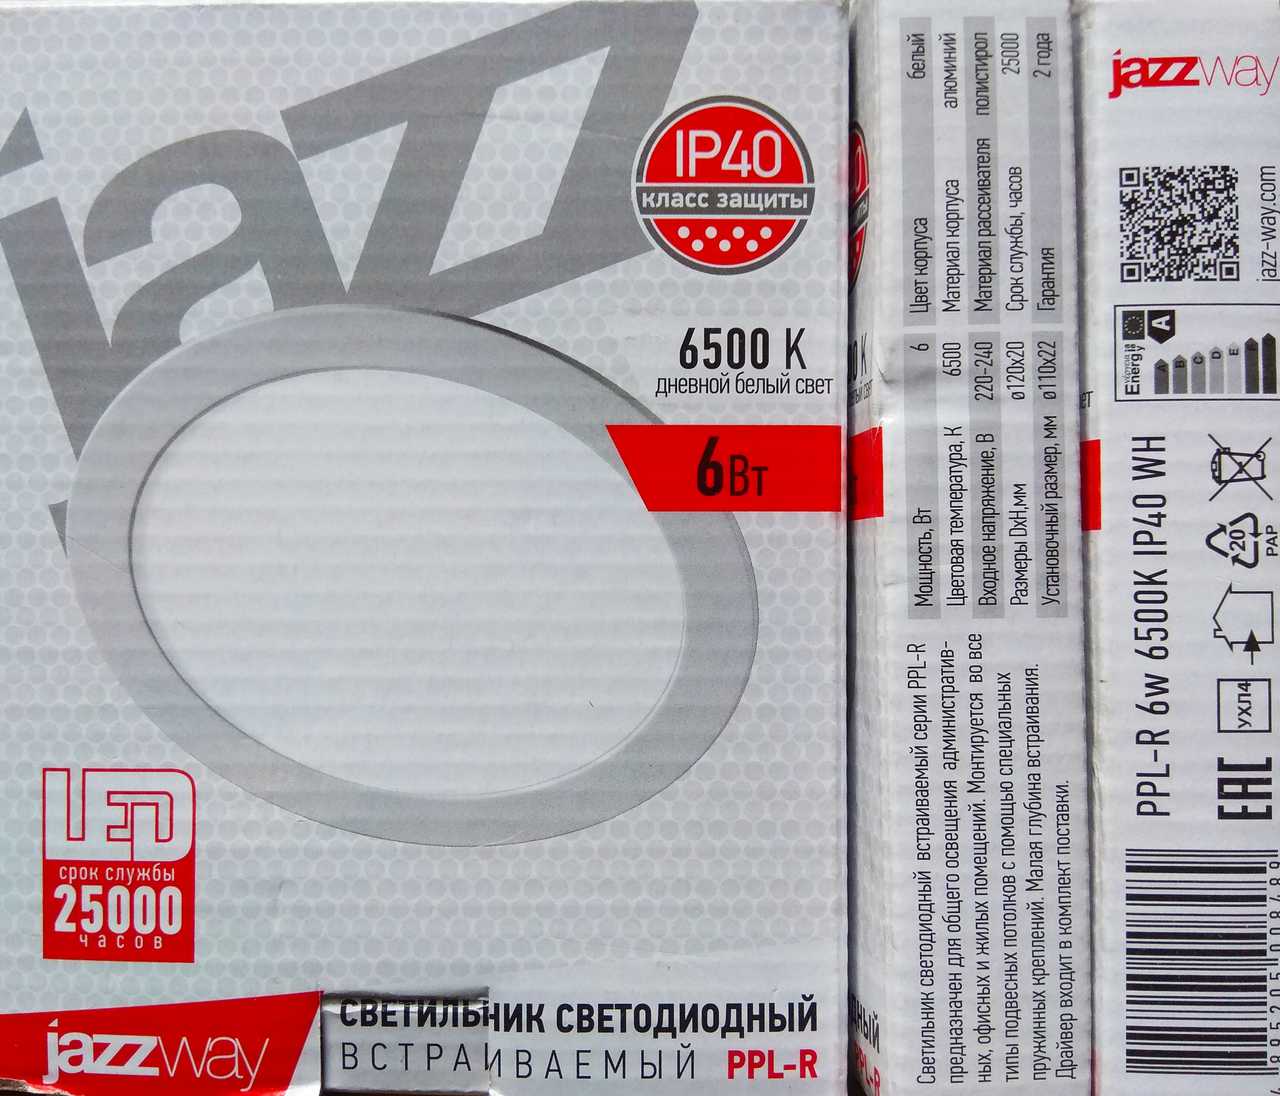 jazz
IP40
класс защиты
6500 К
дневной белый свет
6Вт
LED
срок службы
25000
часов
jazzway
СВЕТИЛЬНИК СВЕТОДИОДНЫЙ
ВСТРАИВАЕМЫЙ PPL-R
Мощность, Вт 6
Цветовая температура, К 6500
Входное напряжение, В 220-240
Размеры DxH,мм ø120x20
Установочный размер, мм ø110x22
Цвет корпуса белый
Материал корпуса алюминий
Материал рассеивателя полистирол
Срок службы, часов 25000
Гарантия 2 года
Светильник светодиодный встраиваемый серии PPL-R
предназначен для общего освещения административ-
ных, офисных и жилых помещений. Монтируется во все
типы подвесных потолков с помощью специальных
пружинных креплений. Малая глубина встраивания.
Драйвер входит в комплект поставки.
jazzway
jazz-way.com
Energy
A
A
B
C
D
E
PPL-R 6w 6500K IP40 WH
20
PAP
УХЛ4
EAC